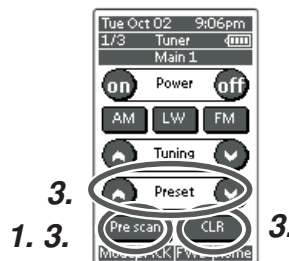 Tue Oct 02 9:06pm
1/3 Tuner
Main 1
on Power off
AM LW FM
Tuning
3. Preset
1. 3. Pre scan CLR 3.